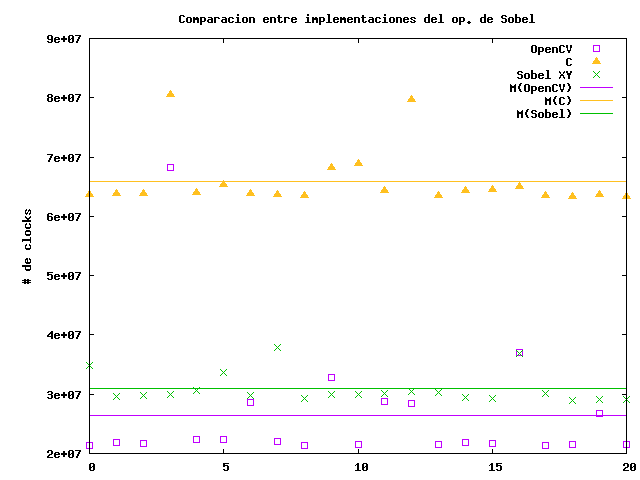 Comparacion entre implementaciones del op. de Sobel
9e+07
8e+07
7e+07
6e+07
5e+07
4e+07
3e+07
2e+07
# de clocks
OpenCV
C
Sobel XY
M(OpenCV)
M(C)
M(Sobel)
0 5 10 15 20